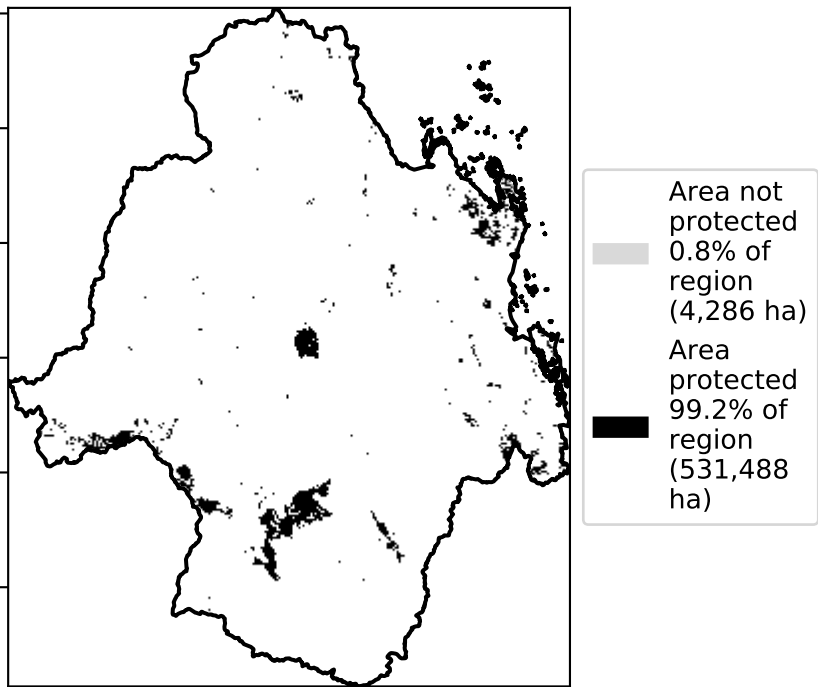 Area not
protected
0.8% of
region
(4,286 ha)
Area
protected
99.2% of
region
(531,488
ha)